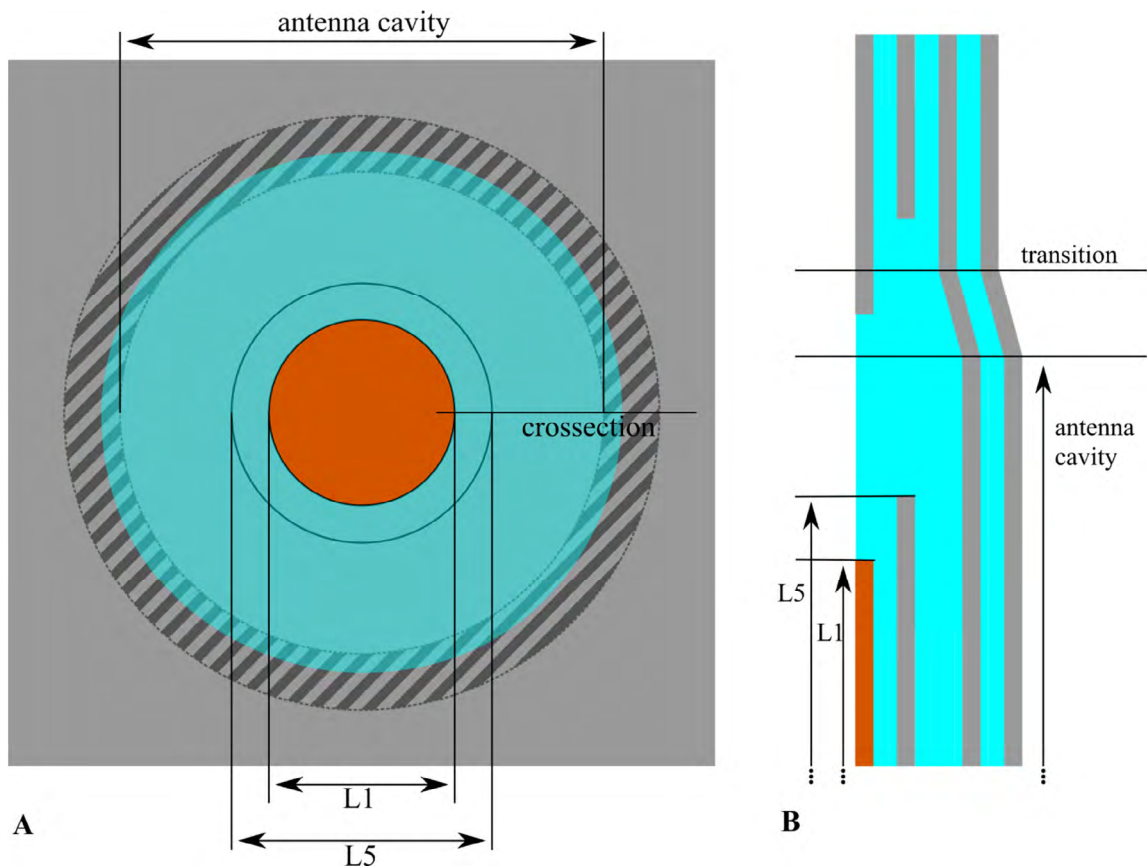 antenna cavity
crossection
L1
L5
A
transition
antenna
cavity
L5
L1
B